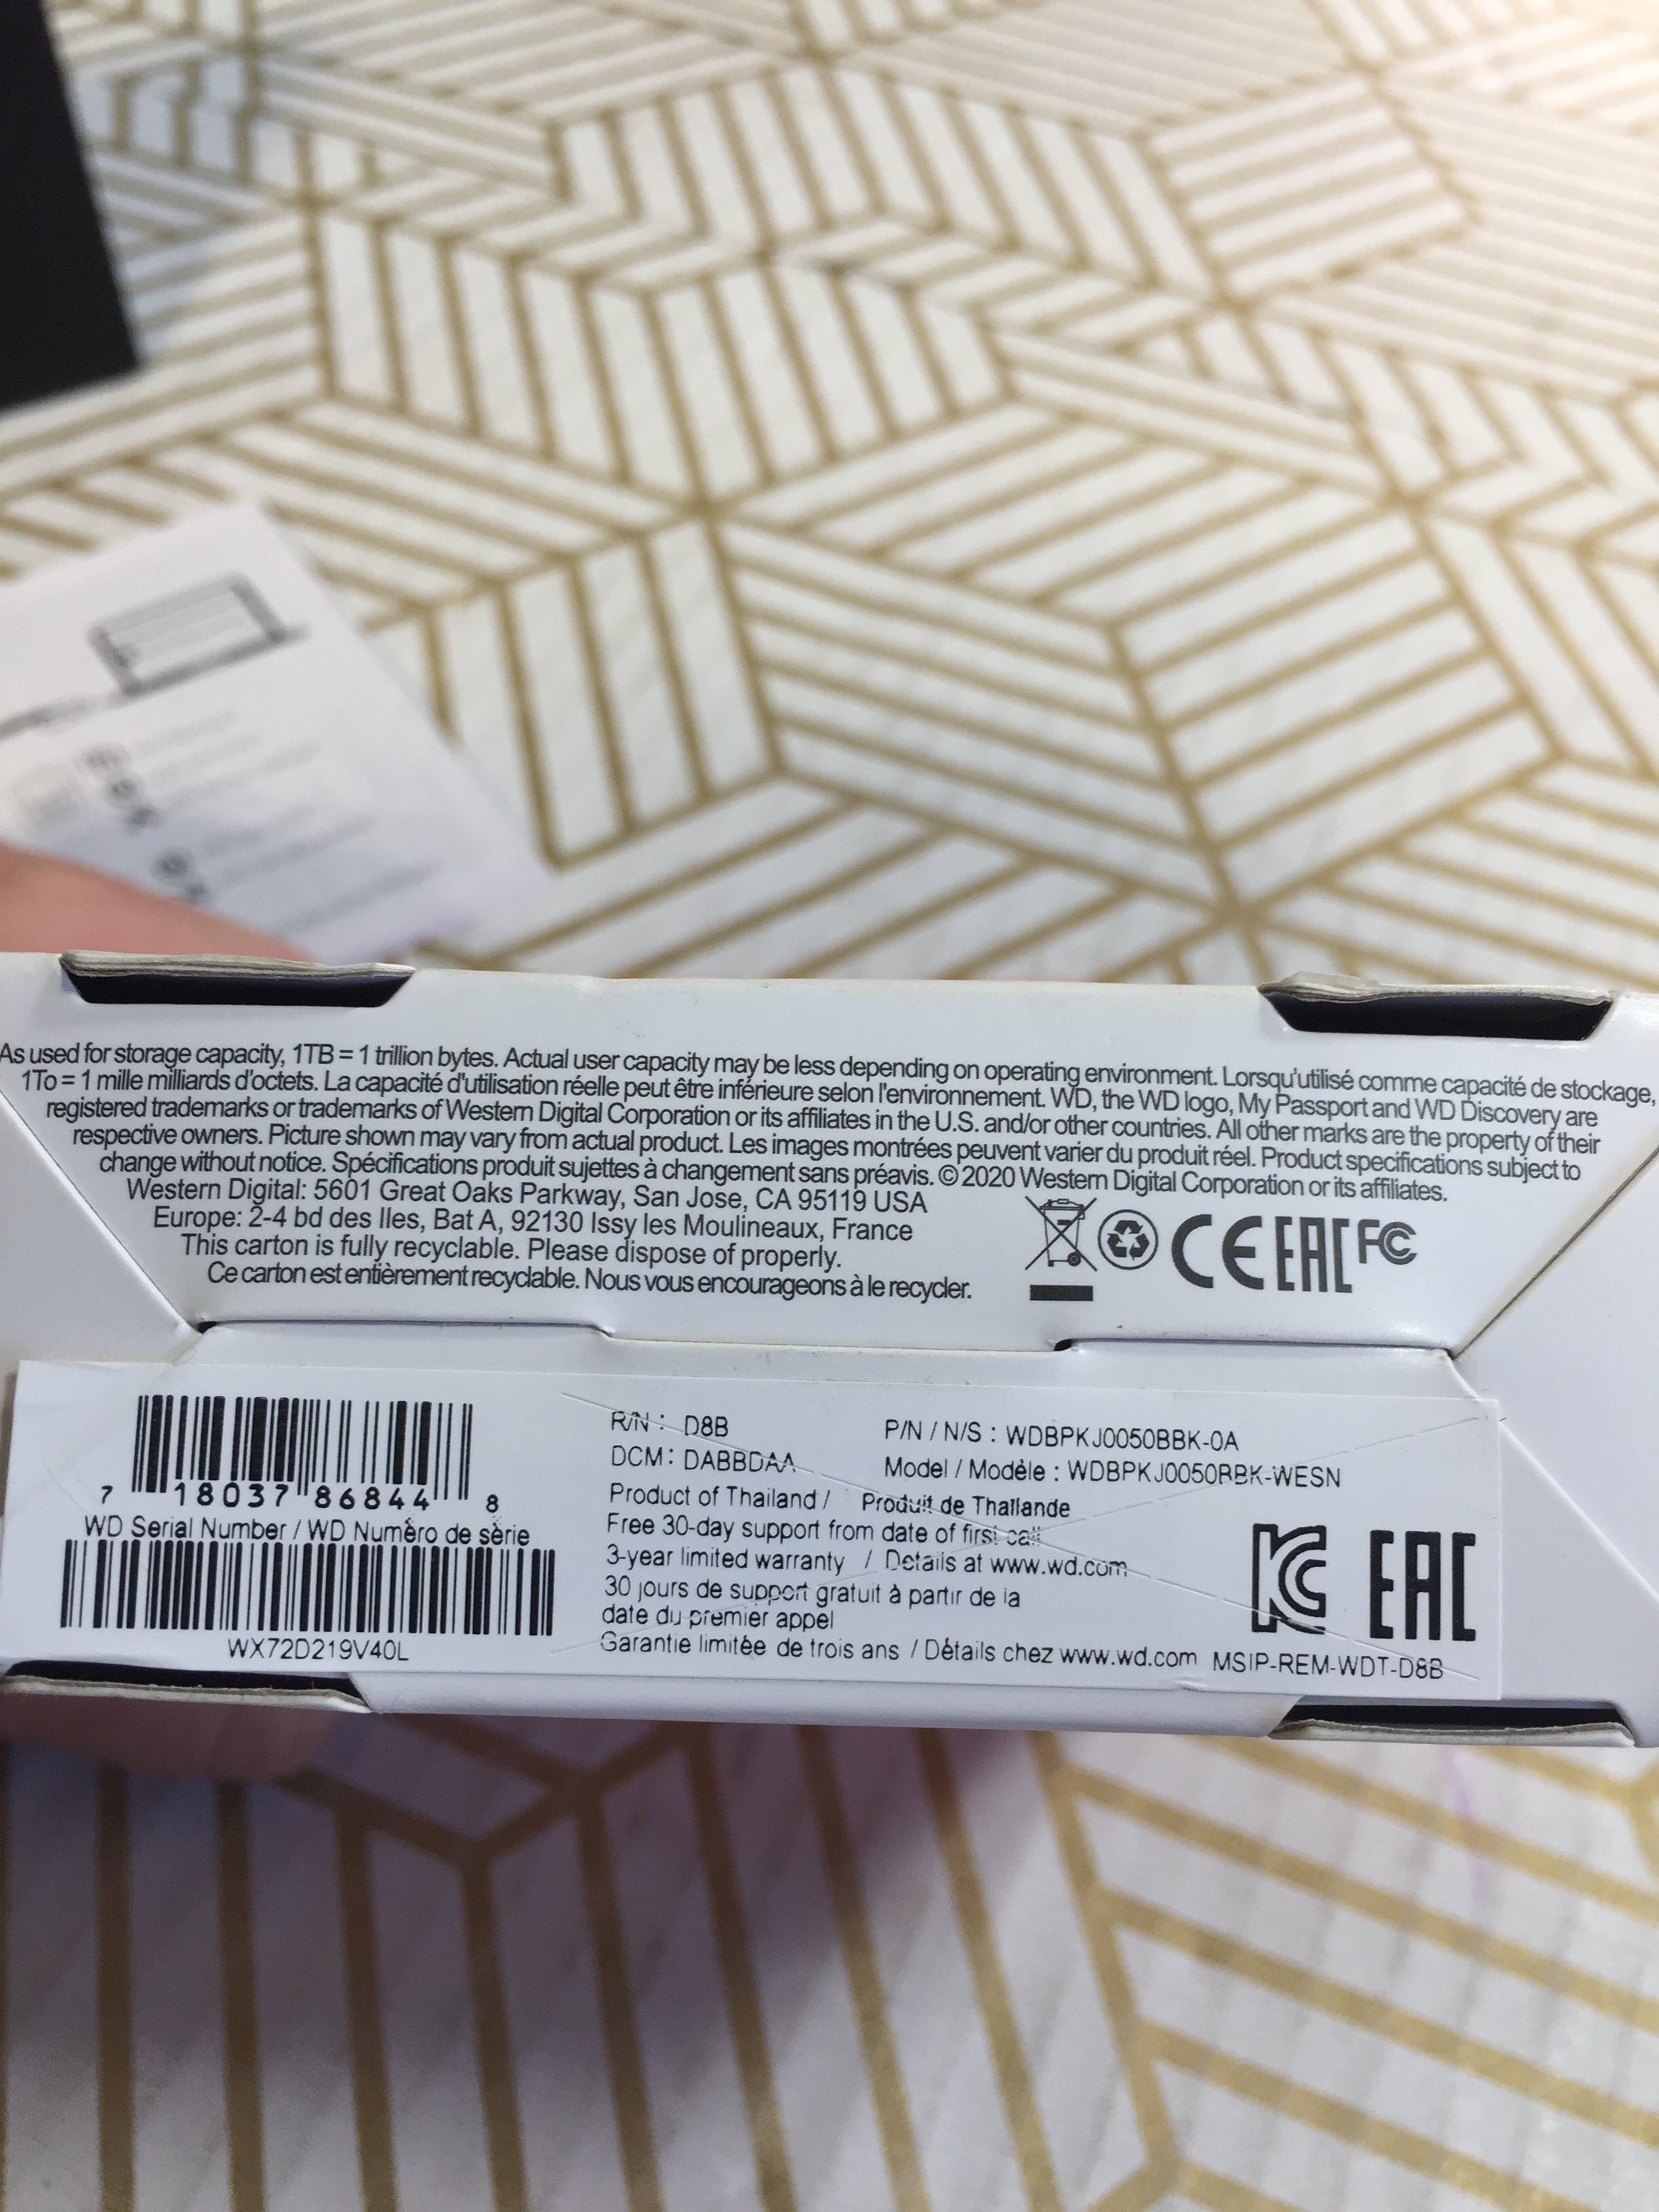 As used for storage capacity, 1TB = 1 trillion bytes. Actual user capacity may be less depending on operating environment. Lorsqu'utilisé comme capacité de stockage,
1To = 1 mille milliards d'octets. La capacité d'utilisation réelle peut être inférieure selon l'environnement. WD, the WD logo, My Passport and WD Discovery are
registered trademarks or trademarks of Western Digital Corporation or its affiliates in the U.S. and/or other countries. All other marks are the property of their
respective owners. Picture shown may vary from actual product. Les images montrées peuvent varier du produit réel. Product specifications subject to
change without notice. Spécifications produit sujettes à changement sans préavis. © 2020 Western Digital Corporation or its affiliates.
Western Digital: 5601 Great Oaks Parkway, San Jose, CA 95119 USA
Europe: 2-4 bd des Iles, Bat A, 92130 Issy les Moulineaux, France
This carton is fully recyclable. Please dispose of properly.
Ce carton est entièrement recyclable. Nous vous encourageons à le recycler.
CE EAC FC
7 18037 86844 8
WD Serial Number / WD Numèro de sèrie
WX72D219V40L
R/N : D8B
DCM : DABBDAA
P/N / N/S : WDBPKJ0050BBK-0A
Model / Modèle : WDBPKJ0050BBK-WESN
Product of Thailand / Produit de Thaïlande
Free 30-day support from date of first call
3-year limited warranty / Details at www.wd.com
30 jours de support gratuit à partir de la
date du premier appel
Garantie limitée de trois ans / Détails chez www.wd.com
KC EAC
MSIP-REM-WDT-D8B